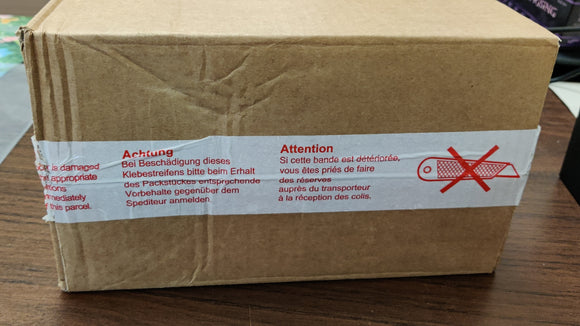 is damaged
appropriate
immediately
this parcel.
Achtung
Bei Beschädigung dieses
Klebestreifens bitte beim Erhalt
des Packstückes entsprechende
Vorbehalte gegenüber dem
Spediteur anmelden.
Attention
Si cette bande est détériorée,
vous êtes priés de faire
des réserves
auprès du transporteur
à la réception des colis.